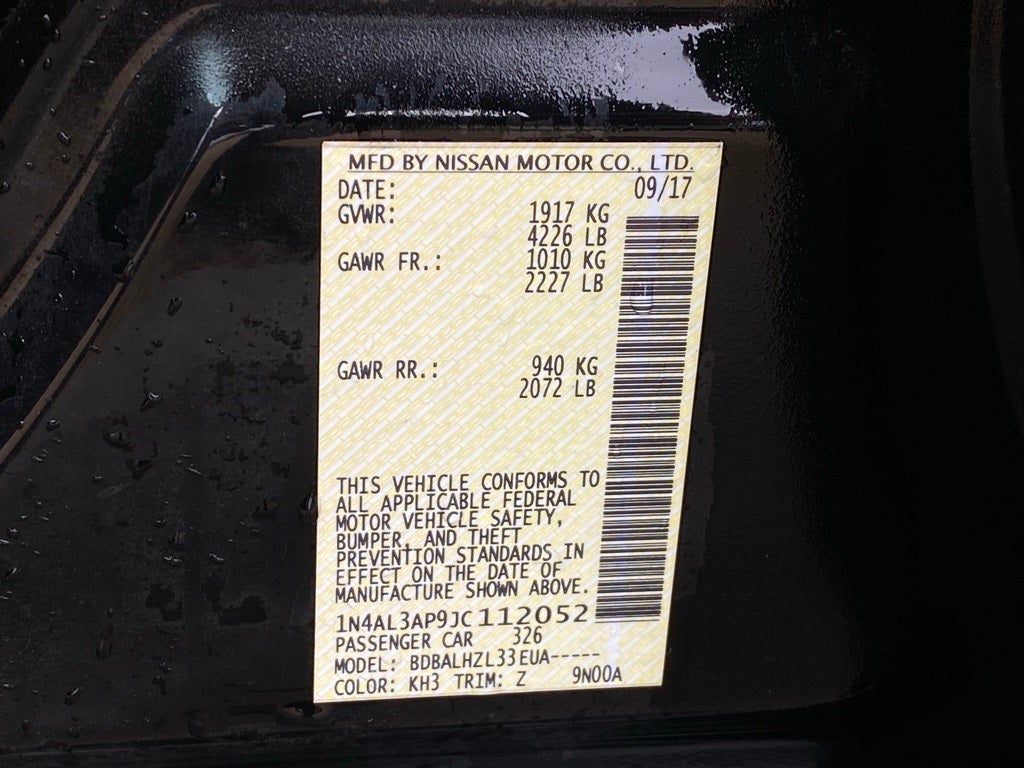 MFD BY NISSAN MOTOR CO., LTD.
DATE: 09/17
GVWR: 1917 KG
4226 LB
GAWR FR.: 1010 KG
2227 LB
GAWR RR.: 940 KG
2072 LB
THIS VEHICLE CONFORMS TO
ALL APPLICABLE FEDERAL
MOTOR VEHICLE SAFETY,
BUMPER, AND THEFT
PREVENTION STANDARDS IN
EFFECT ON THE DATE OF
MANUFACTURE SHOWN ABOVE.
1N4AL3AP9JC112052
PASSENGER CAR 326
MODEL: BDBALHZL33EUA-----
COLOR: KH3 TRIM: Z 9N00A